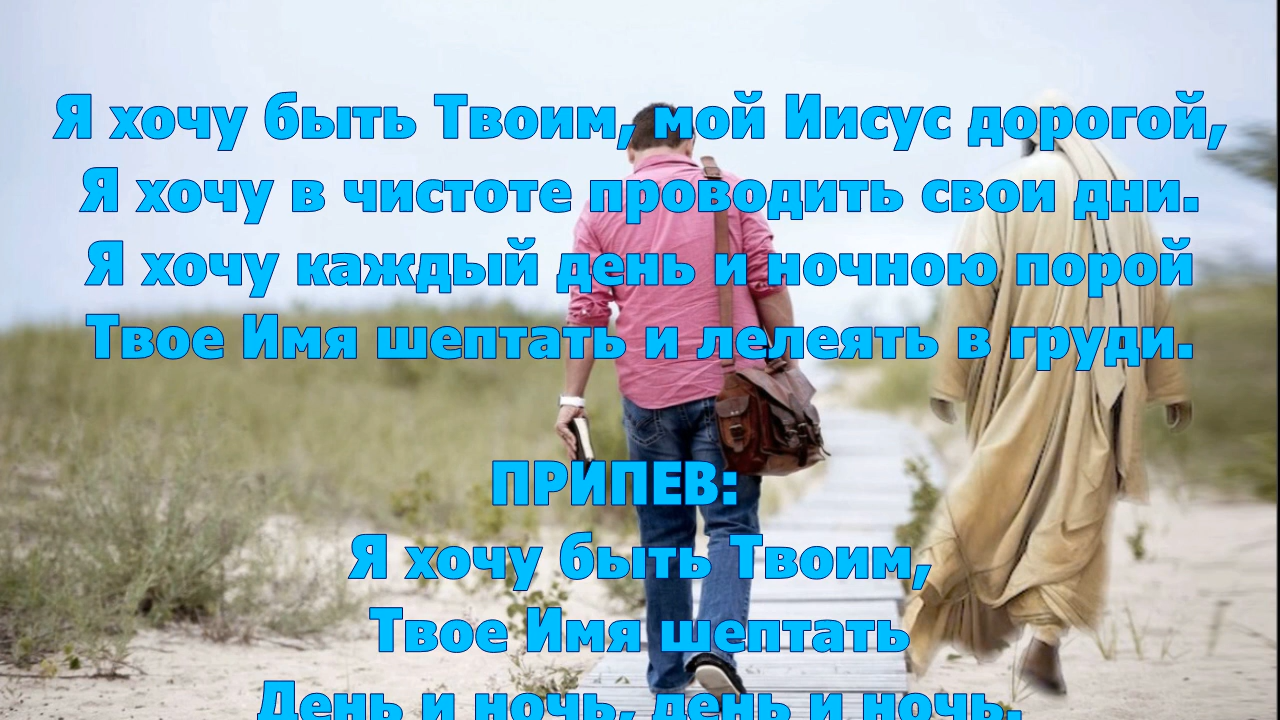 Я хочу быть Твоим, мой Иисус дорогой,
Я хочу в чистоте проводить свои дни.
Я хочу каждый день и ночною порой
Твое Имя шептать и лелеять в груди.
ПРИПЕВ:
Я хочу быть Твоим,
Твое Имя шептать
День и ночь, день и ночь.